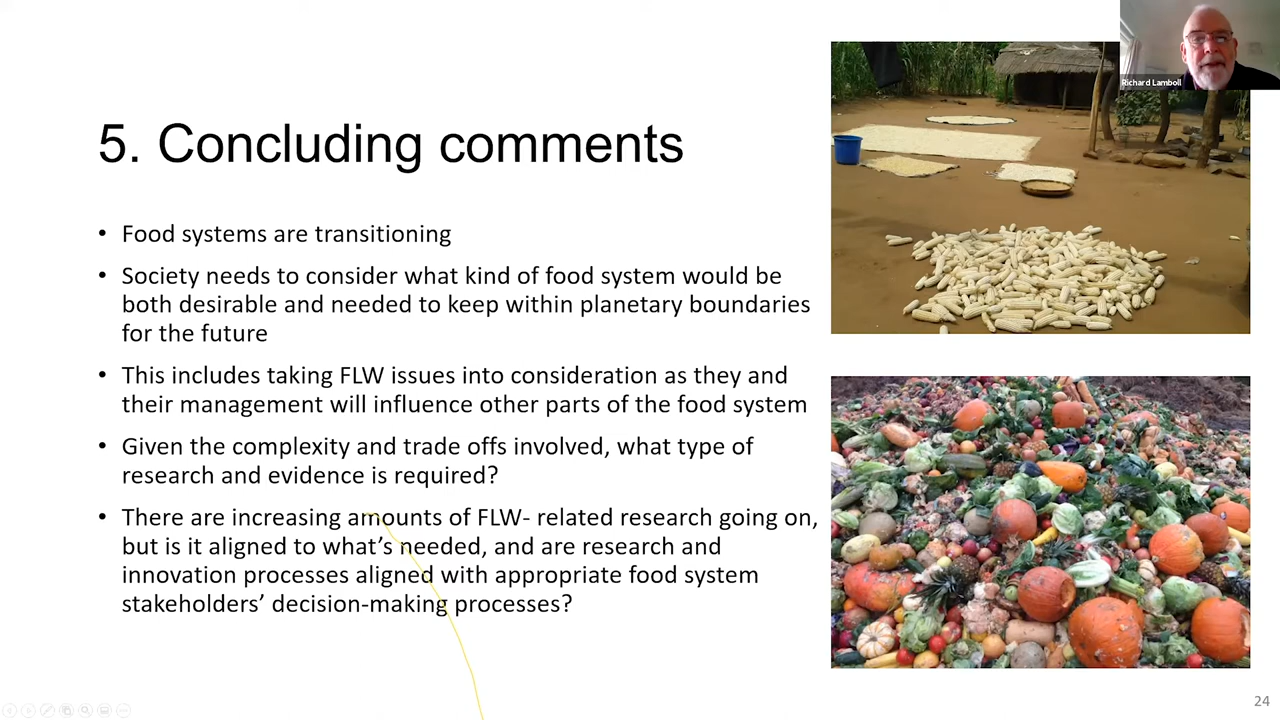 Richard Lamboll
5. Concluding comments
• Food systems are transitioning
• Society needs to consider what kind of food system would be
both desirable and needed to keep within planetary boundaries
for the future
• This includes taking FLW issues into consideration as they and
their management will influence other parts of the food system
• Given the complexity and trade offs involved, what type of
research and evidence is required?
• There are increasing amounts of FLW- related research going on,
but is it aligned to what’s needed, and are research and
innovation processes aligned with appropriate food system
stakeholders’ decision-making processes?
24